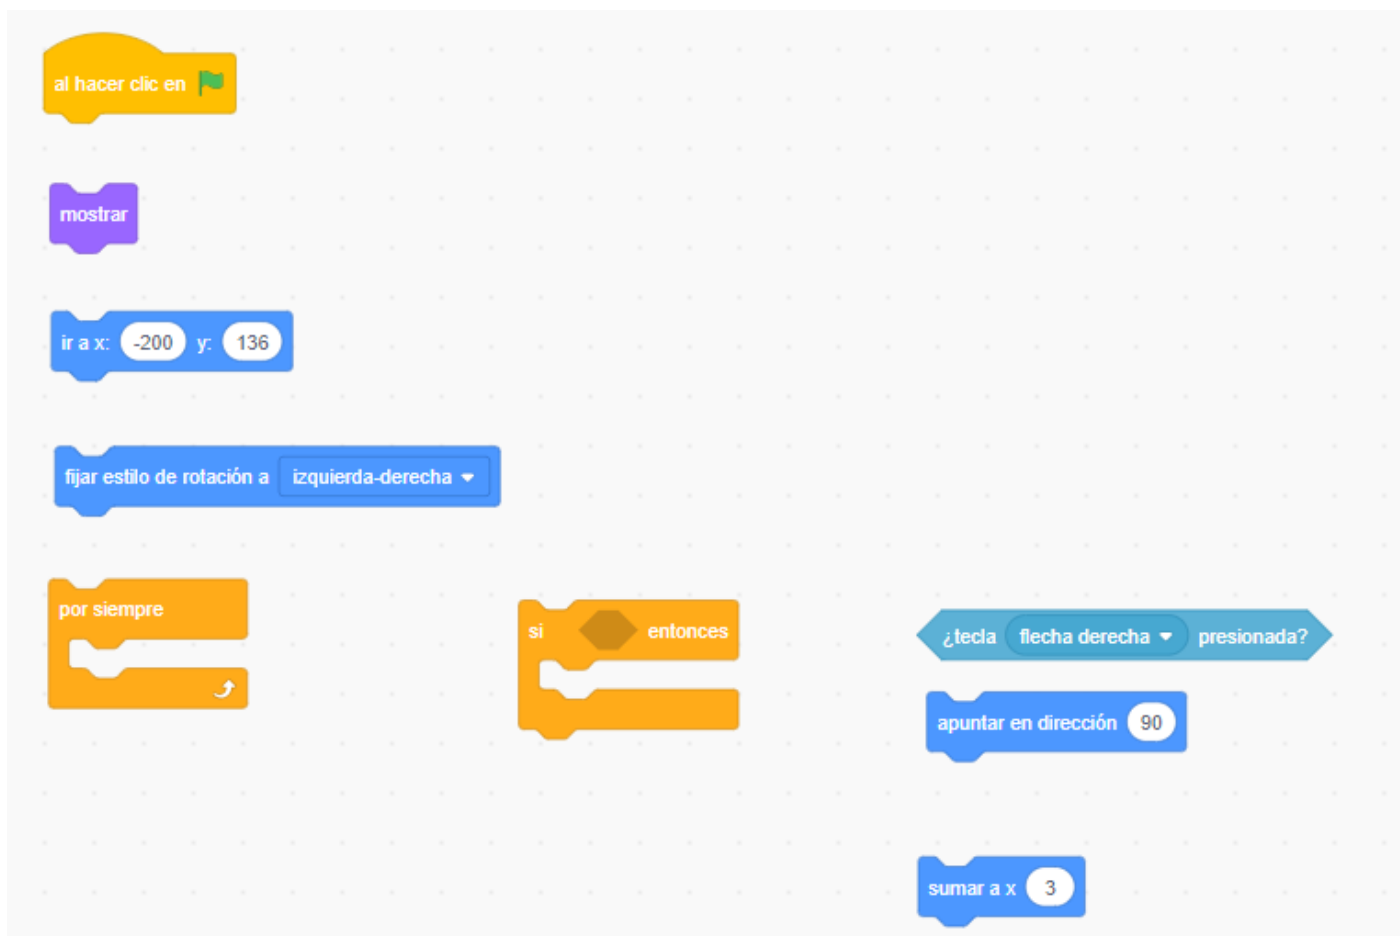 al hacer clic en
mostrar
ir a x: -200 y: 136
fijar estilo de rotación a izquierda-derecha
por siempre
si entonces
¿tecla flecha derecha presionada?
apuntar en dirección 90
sumar a x 3